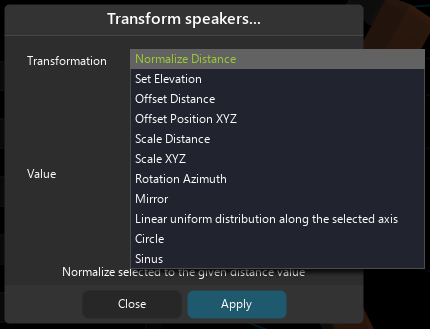 Transform speakers...
Transformation
Normalize Distance
Set Elevation
Offset Distance
Offset Position XYZ
Scale Distance
Scale XYZ
Value
Rotation Azimuth
Mirror
Linear uniform distribution along the selected axis
Circle
Sinus
Normalize selected to the given distance value
Close
Apply